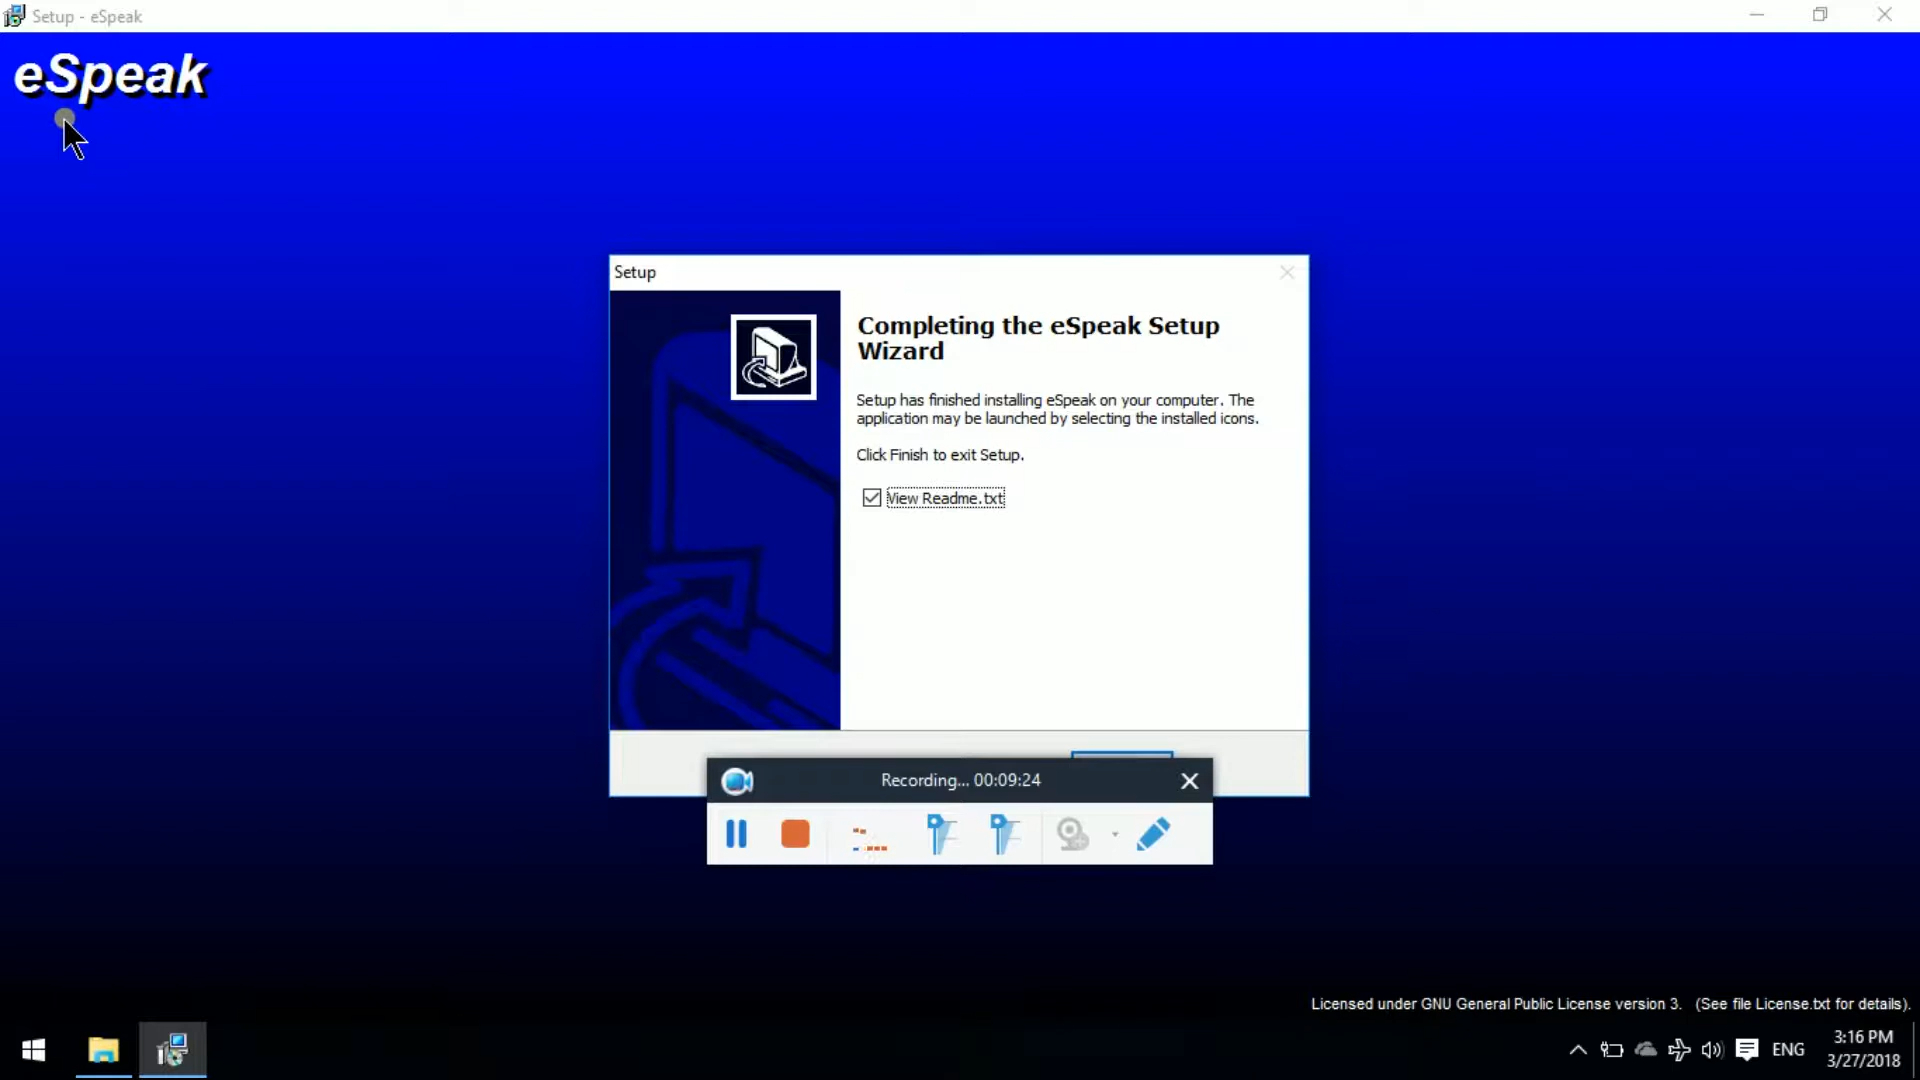 Setup - eSpeak
eSpeak
Setup
Completing the eSpeak Setup
Wizard
Setup has finished installing eSpeak on your computer. The
application may be launched by selecting the installed icons.
Click Finish to exit Setup.
View Readme.txt
Recording... 00:09:24
Licensed under GNU General Public License version 3. (See file License.txt for details).
ENG
3:16 PM
3/27/2018